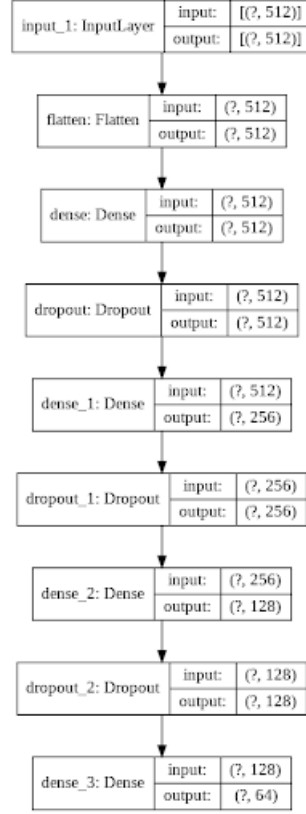 input_1: InputLayer input: [(?, 512)]
output: [(?, 512)]
flatten: Flatten input: (?, 512)
output: (?, 512)
dense: Dense input: (?, 512)
output: (?, 512)
dropout: Dropout input: (?, 512)
output: (?, 512)
dense_1: Dense input: (?, 512)
output: (?, 256)
dropout_1: Dropout input: (?, 256)
output: (?, 256)
dense_2: Dense input: (?, 256)
output: (?, 128)
dropout_2: Dropout input: (?, 128)
output: (?, 128)
dense_3: Dense input: (?, 128)
output: (?, 64)